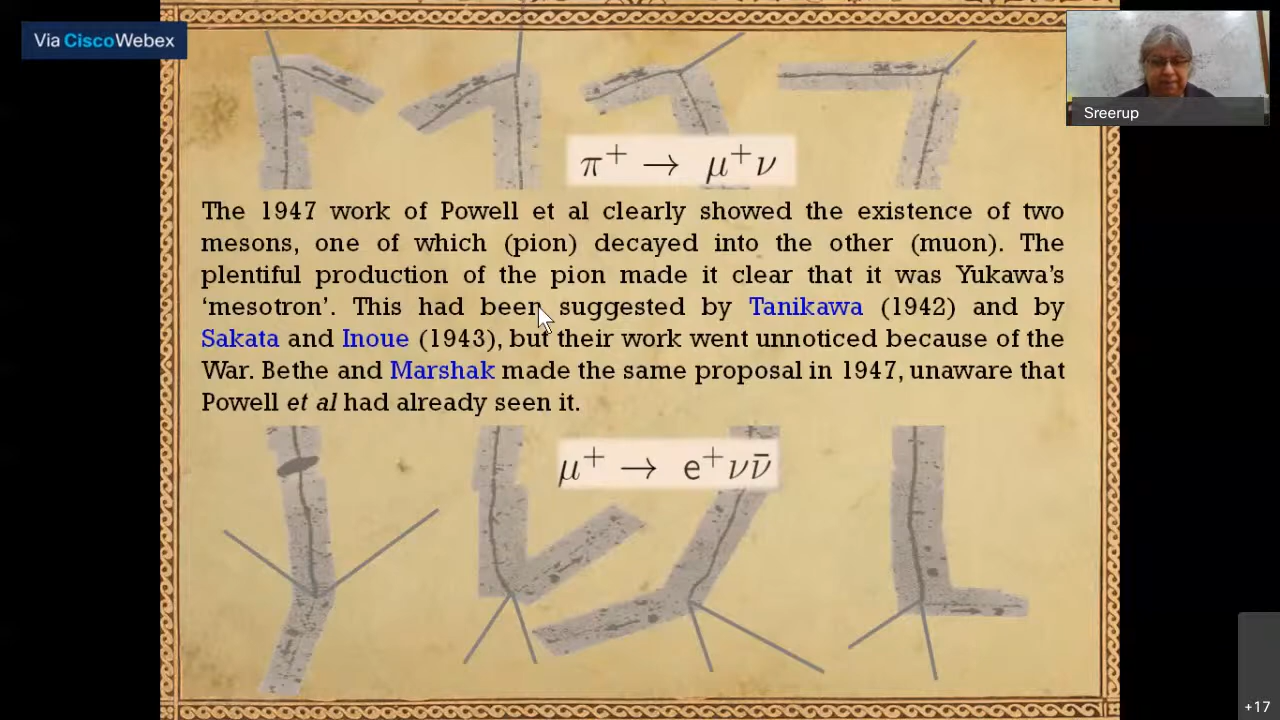 Via CiscoWebex
Sreerup
π⁺ → μ⁺ν
The 1947 work of Powell et al clearly showed the existence of two
mesons, one of which (pion) decayed into the other (muon). The
plentiful production of the pion made it clear that it was Yukawa's
'mesotron'. This had been suggested by Tanikawa (1942) and by
Sakata and Inoue (1943), but their work went unnoticed because of the
War. Bethe and Marshak made the same proposal in 1947, unaware that
Powell et al had already seen it.
μ⁺ → e⁺νν̄
+17